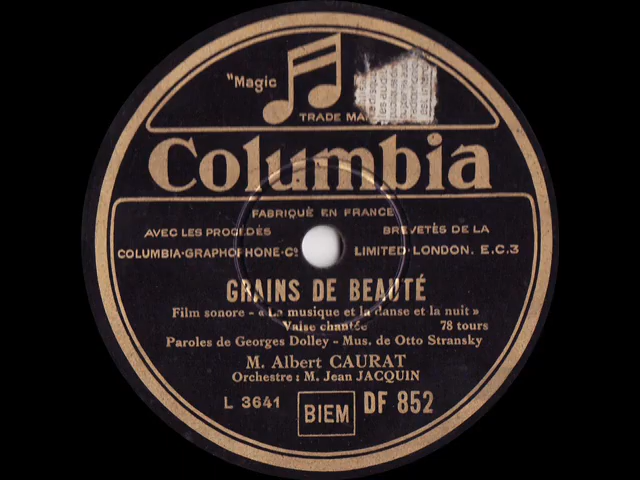 "Magic
TRADE MA
Columbia
FABRIQUÉ EN FRANCE
AVEC LES PROCÉDÉS BREVETÉS DE LA
COLUMBIA·GRAPHOPHONE·Cº LIMITED·LONDON. E.C.3
GRAINS DE BEAUTÉ
Film sonore - « La musique et la danse et la nuit »
Valse chantée 78 tours
Paroles de Georges Dolley - Mus. de Otto Stransky
M. Albert CAURAT
Orchestre : M. Jean JACQUIN
L 3641 BIEM DF 852